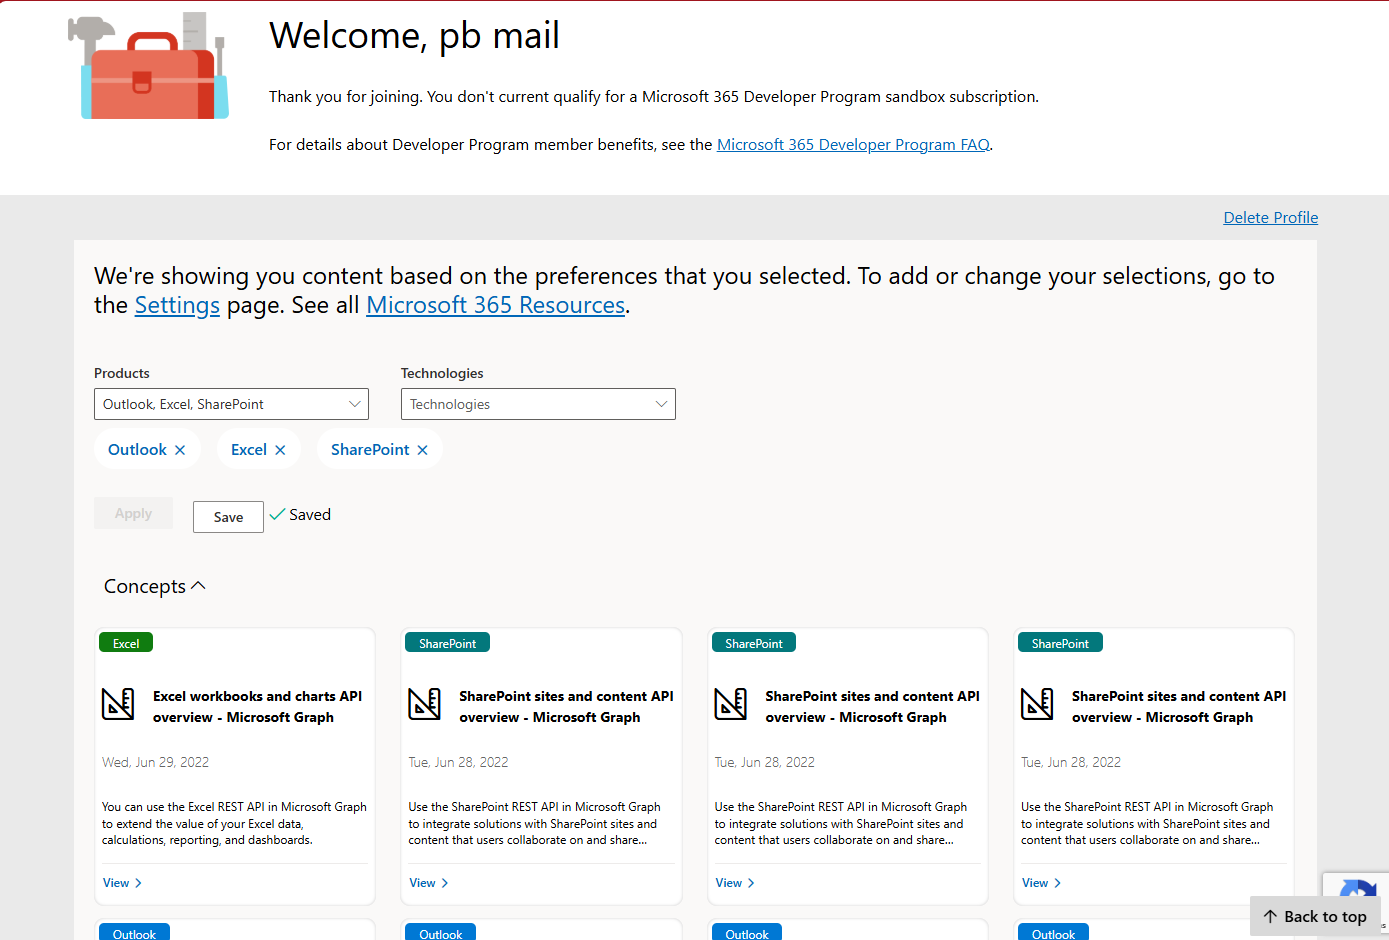 Welcome, pb mail
Thank you for joining. You don't current qualify for a Microsoft 365 Developer Program sandbox subscription.
For details about Developer Program member benefits, see the Microsoft 365 Developer Program FAQ.
Delete Profile
We're showing you content based on the preferences that you selected. To add or change your selections, go to
the Settings page. See all Microsoft 365 Resources.
Products
Technologies
Outlook, Excel, SharePoint
Technologies
Outlook
Excel
SharePoint
Apply
Save
Saved
Concepts
Excel
Excel workbooks and charts API
overview - Microsoft Graph
Wed, Jun 29, 2022
You can use the Excel REST API in Microsoft Graph
to extend the value of your Excel data,
calculations, reporting, and dashboards.
View
SharePoint
SharePoint sites and content API
overview - Microsoft Graph
Tue, Jun 28, 2022
Use the SharePoint REST API in Microsoft Graph
to integrate solutions with SharePoint sites and
content that users collaborate on and share...
View
SharePoint
SharePoint sites and content API
overview - Microsoft Graph
Tue, Jun 28, 2022
Use the SharePoint REST API in Microsoft Graph
to integrate solutions with SharePoint sites and
content that users collaborate on and share...
View
SharePoint
SharePoint sites and content API
overview - Microsoft Graph
Tue, Jun 28, 2022
Use the SharePoint REST API in Microsoft Graph
to integrate solutions with SharePoint sites and
content that users collaborate on and share...
View
Outlook
Outlook
Outlook
Outlook
Back to top